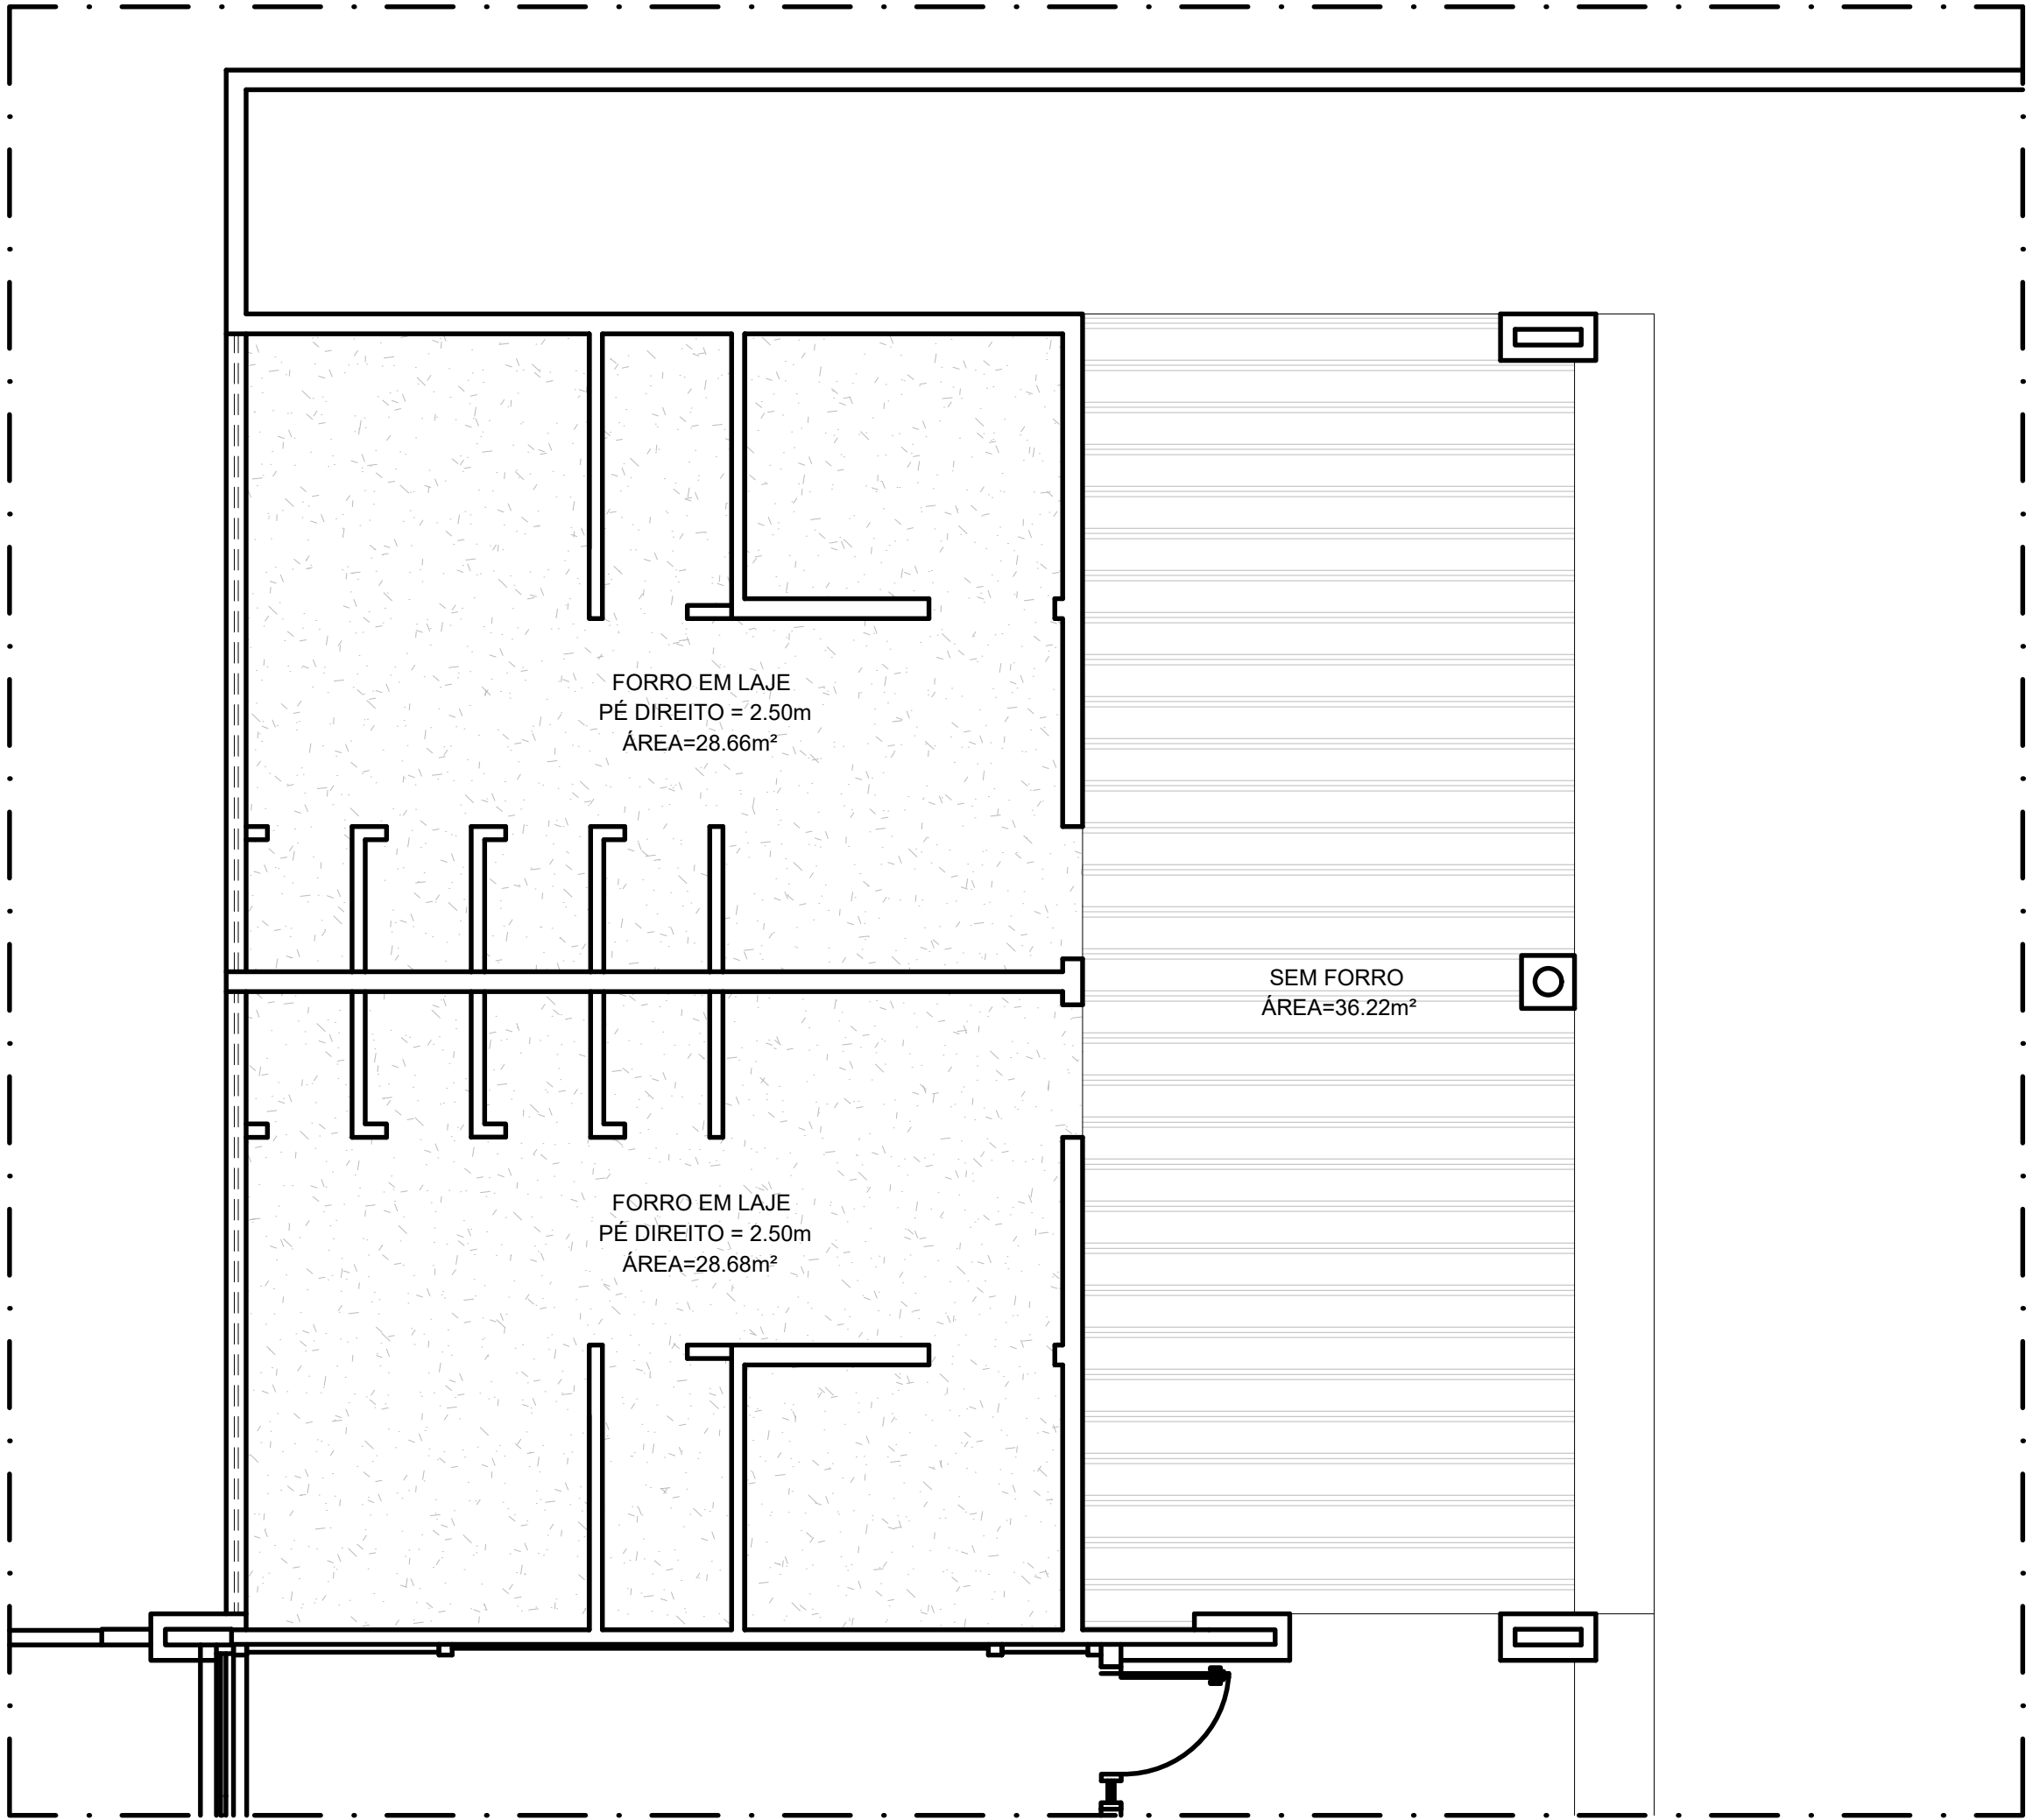 FORRO EM LAJE
PÉ DIREITO = 2.50m
ÁREA=28.66m²
SEM FORRO
ÁREA=36.22m²
FORRO EM LAJE
PÉ DIREITO = 2.50m
ÁREA=28.68m²